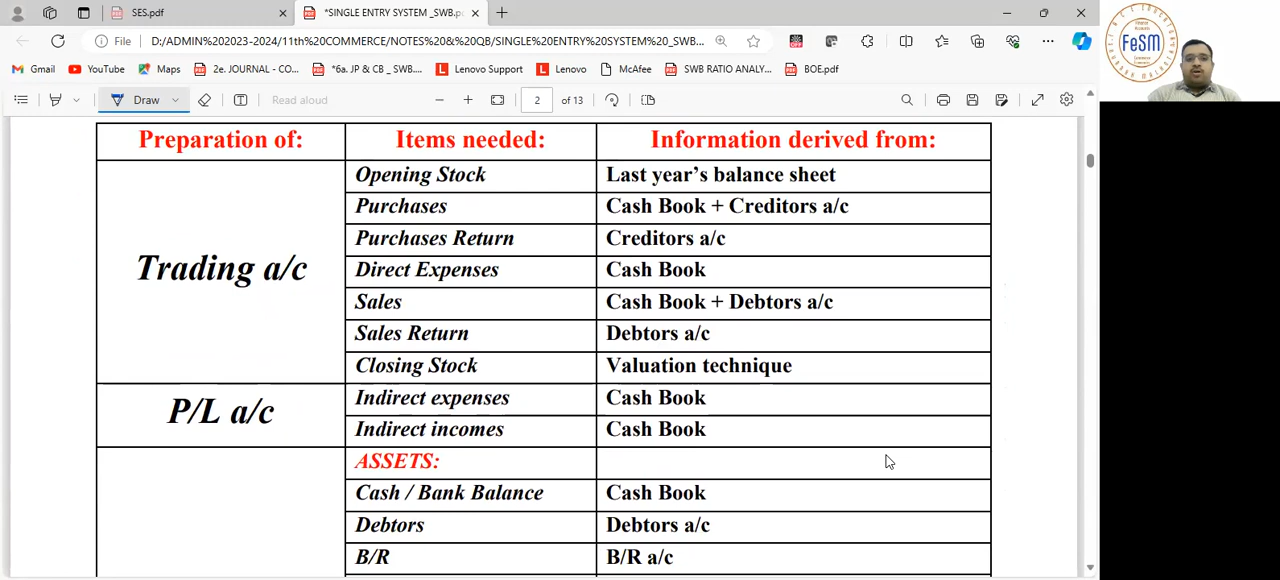 SES.pdf
*SINGLE ENTRY SYSTEM _SWB.p
File
D:/ADMIN%202023-2024/11th%20COMMERCE/NOTES%20&%20QB/SINGLE%20ENTRY%20SYSTEM%20_SWB...
Gmail YouTube Maps 2e. JOURNAL - CO... *6a. JP & CB _ SWB.... Lenovo Support Lenovo McAfee SWB RATIO ANALY... BOE.pdf
Draw Read aloud 2 of 13
Preparation of: Items needed: Information derived from:
Opening Stock Last year's balance sheet
Purchases Cash Book + Creditors a/c
Purchases Return Creditors a/c
Trading a/c Direct Expenses Cash Book
Sales Cash Book + Debtors a/c
Sales Return Debtors a/c
Closing Stock Valuation technique
P/L a/c Indirect expenses Cash Book
Indirect incomes Cash Book
ASSETS:
Cash / Bank Balance Cash Book
Debtors Debtors a/c
B/R B/R a/c
FeSM